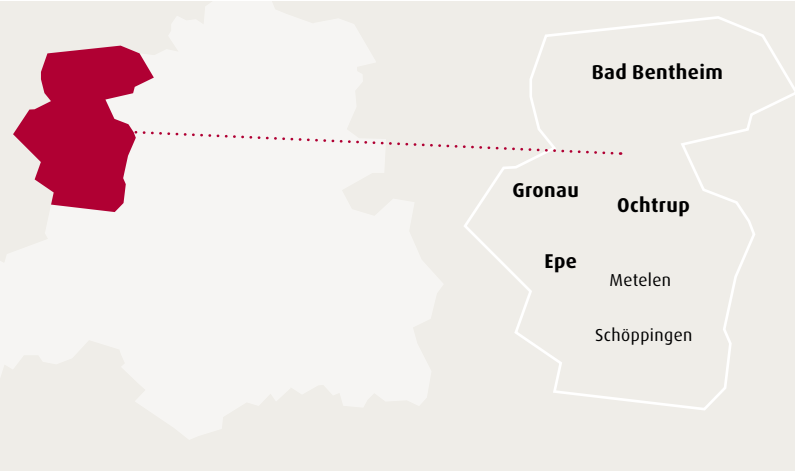 Bad Bentheim
Gronau
Ochtrup
Epe
Metelen
Schöppingen